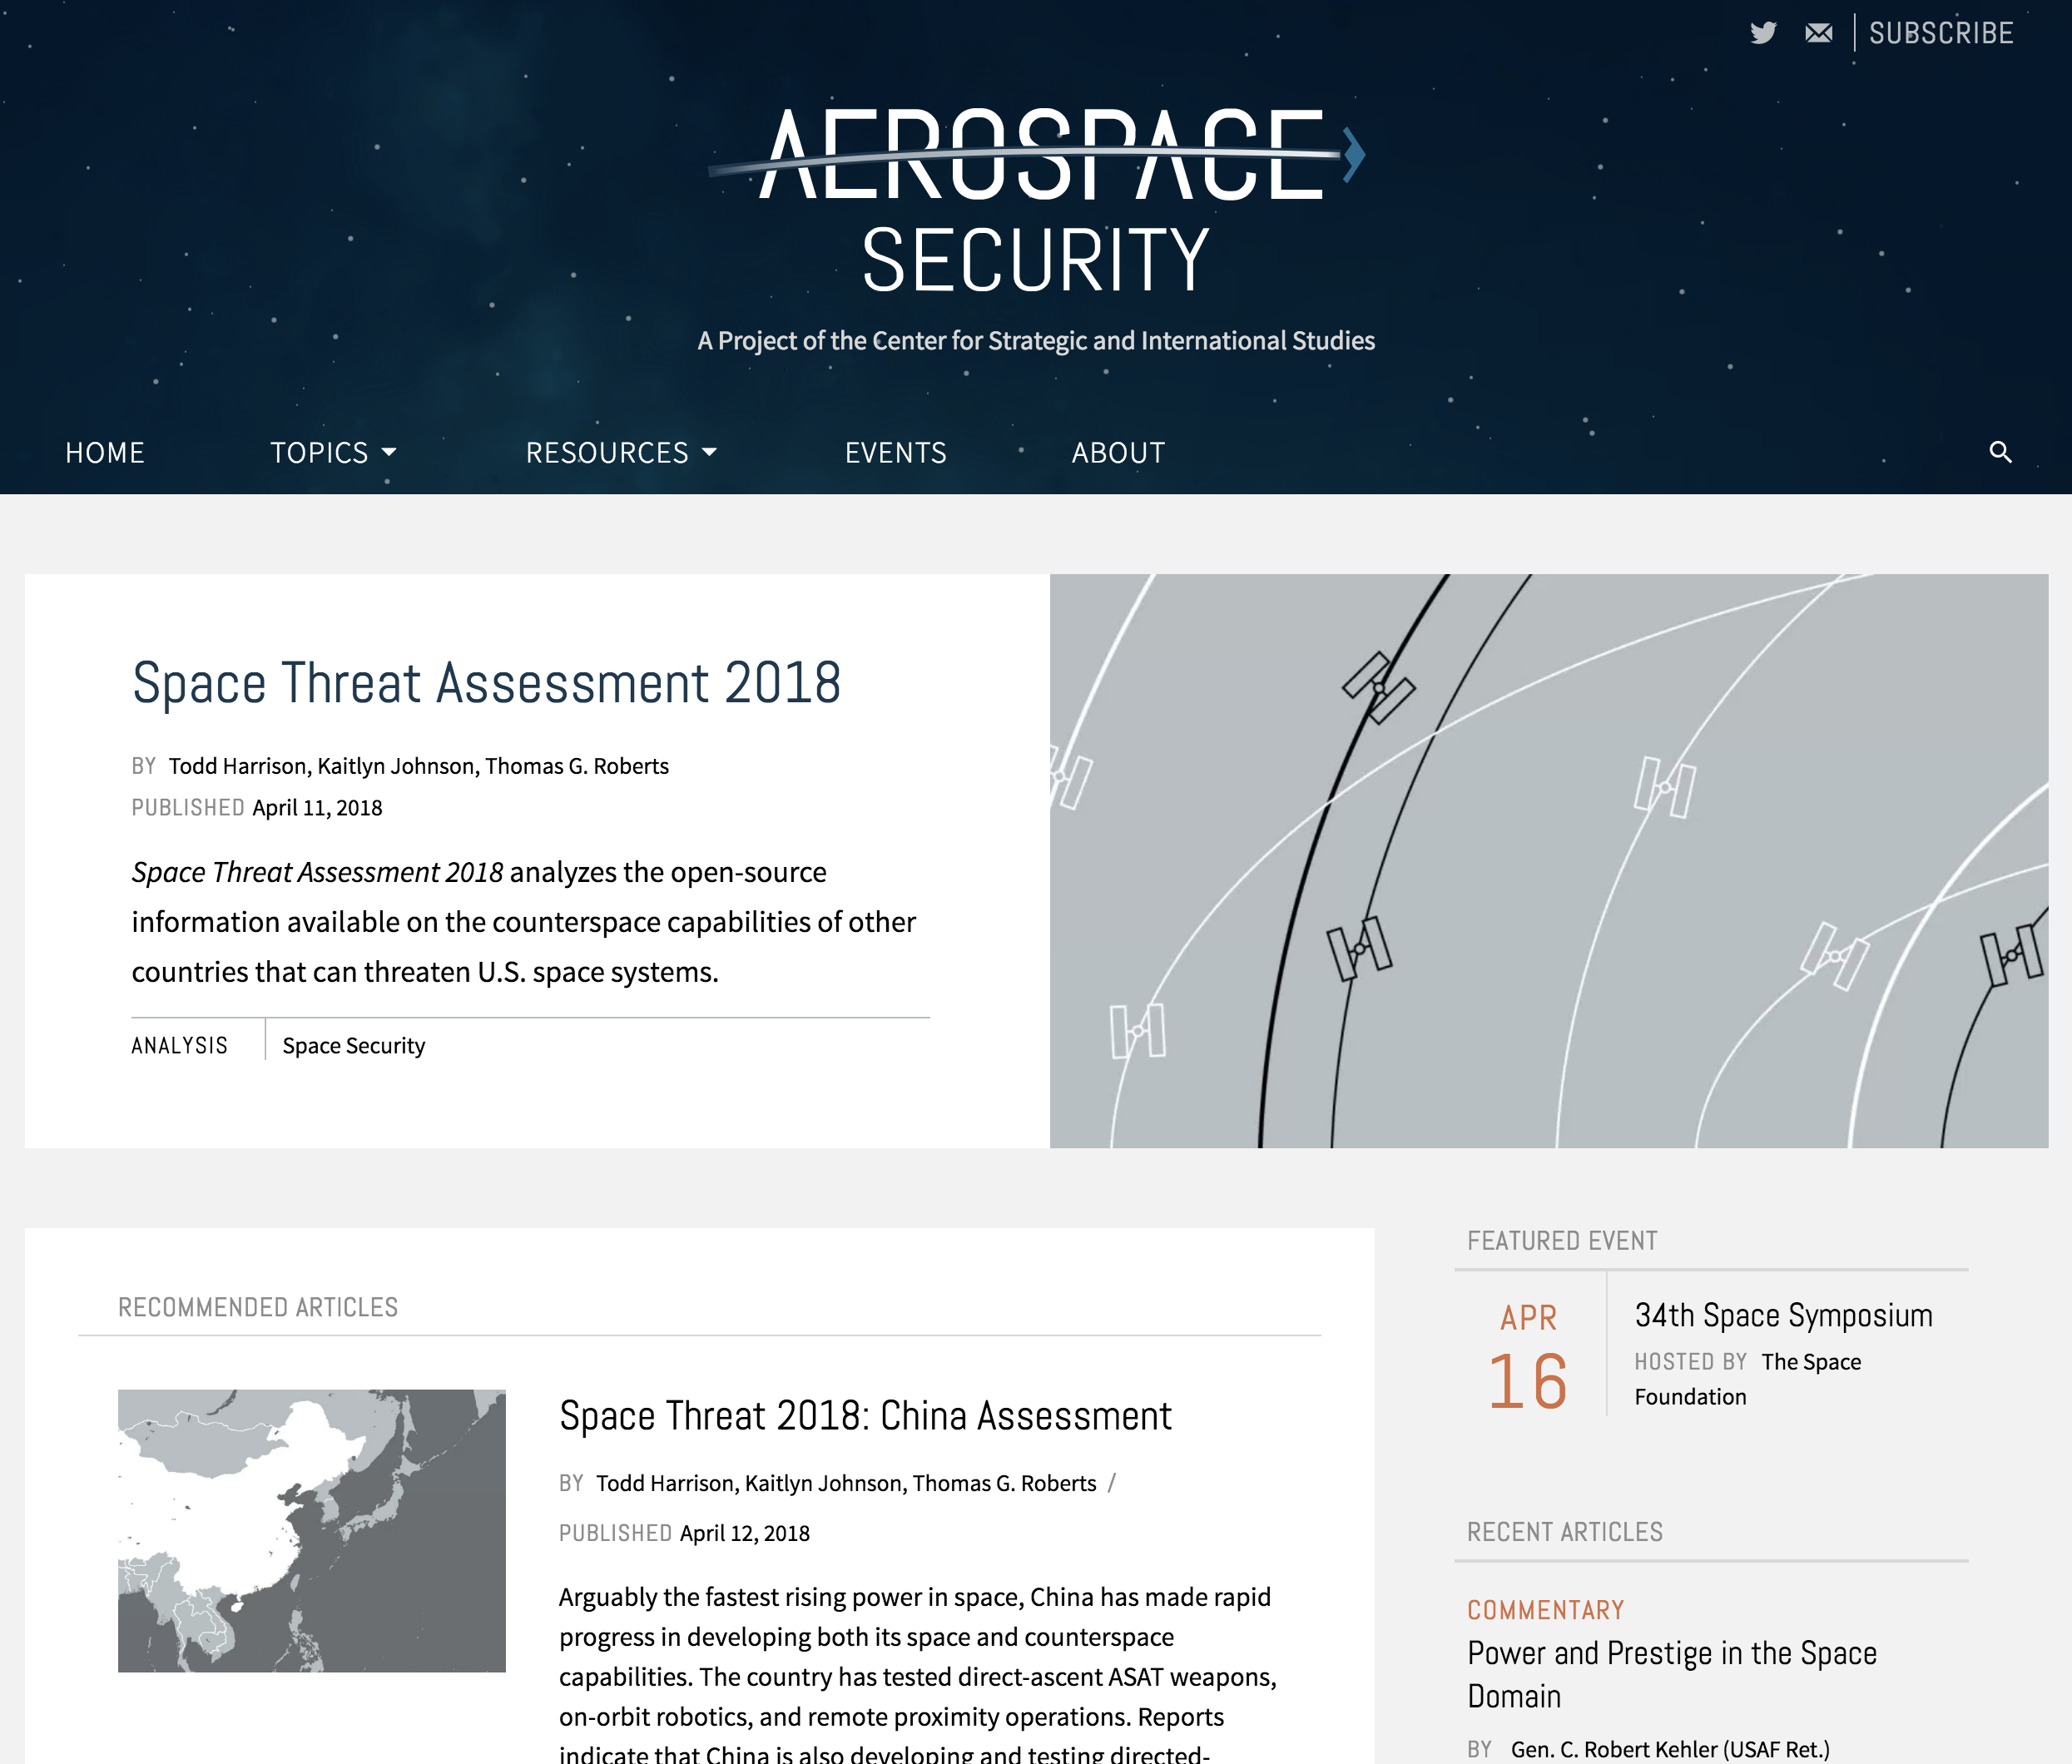 SUBSCRIBE
AEROSPACE
SECURITY
A Project of the Center for Strategic and International Studies
HOME
TOPICS
RESOURCES
EVENTS
ABOUT
Space Threat Assessment 2018
BY Todd Harrison, Kaitlyn Johnson, Thomas G. Roberts
PUBLISHED April 11, 2018
Space Threat Assessment 2018 analyzes the open-source
information available on the counterspace capabilities of other
countries that can threaten U.S. space systems.
ANALYSIS
Space Security
RECOMMENDED ARTICLES
Space Threat 2018: China Assessment
BY Todd Harrison, Kaitlyn Johnson, Thomas G. Roberts /
PUBLISHED April 12, 2018
Arguably the fastest rising power in space, China has made rapid
progress in developing both its space and counterspace
capabilities. The country has tested direct-ascent ASAT weapons,
on-orbit robotics, and remote proximity operations. Reports
indicate that China is also developing and testing directed-
FEATURED EVENT
APR
16
34th Space Symposium
HOSTED BY The Space
Foundation
RECENT ARTICLES
COMMENTARY
Power and Prestige in the Space
Domain
BY Gen. C. Robert Kehler (USAF Ret.)